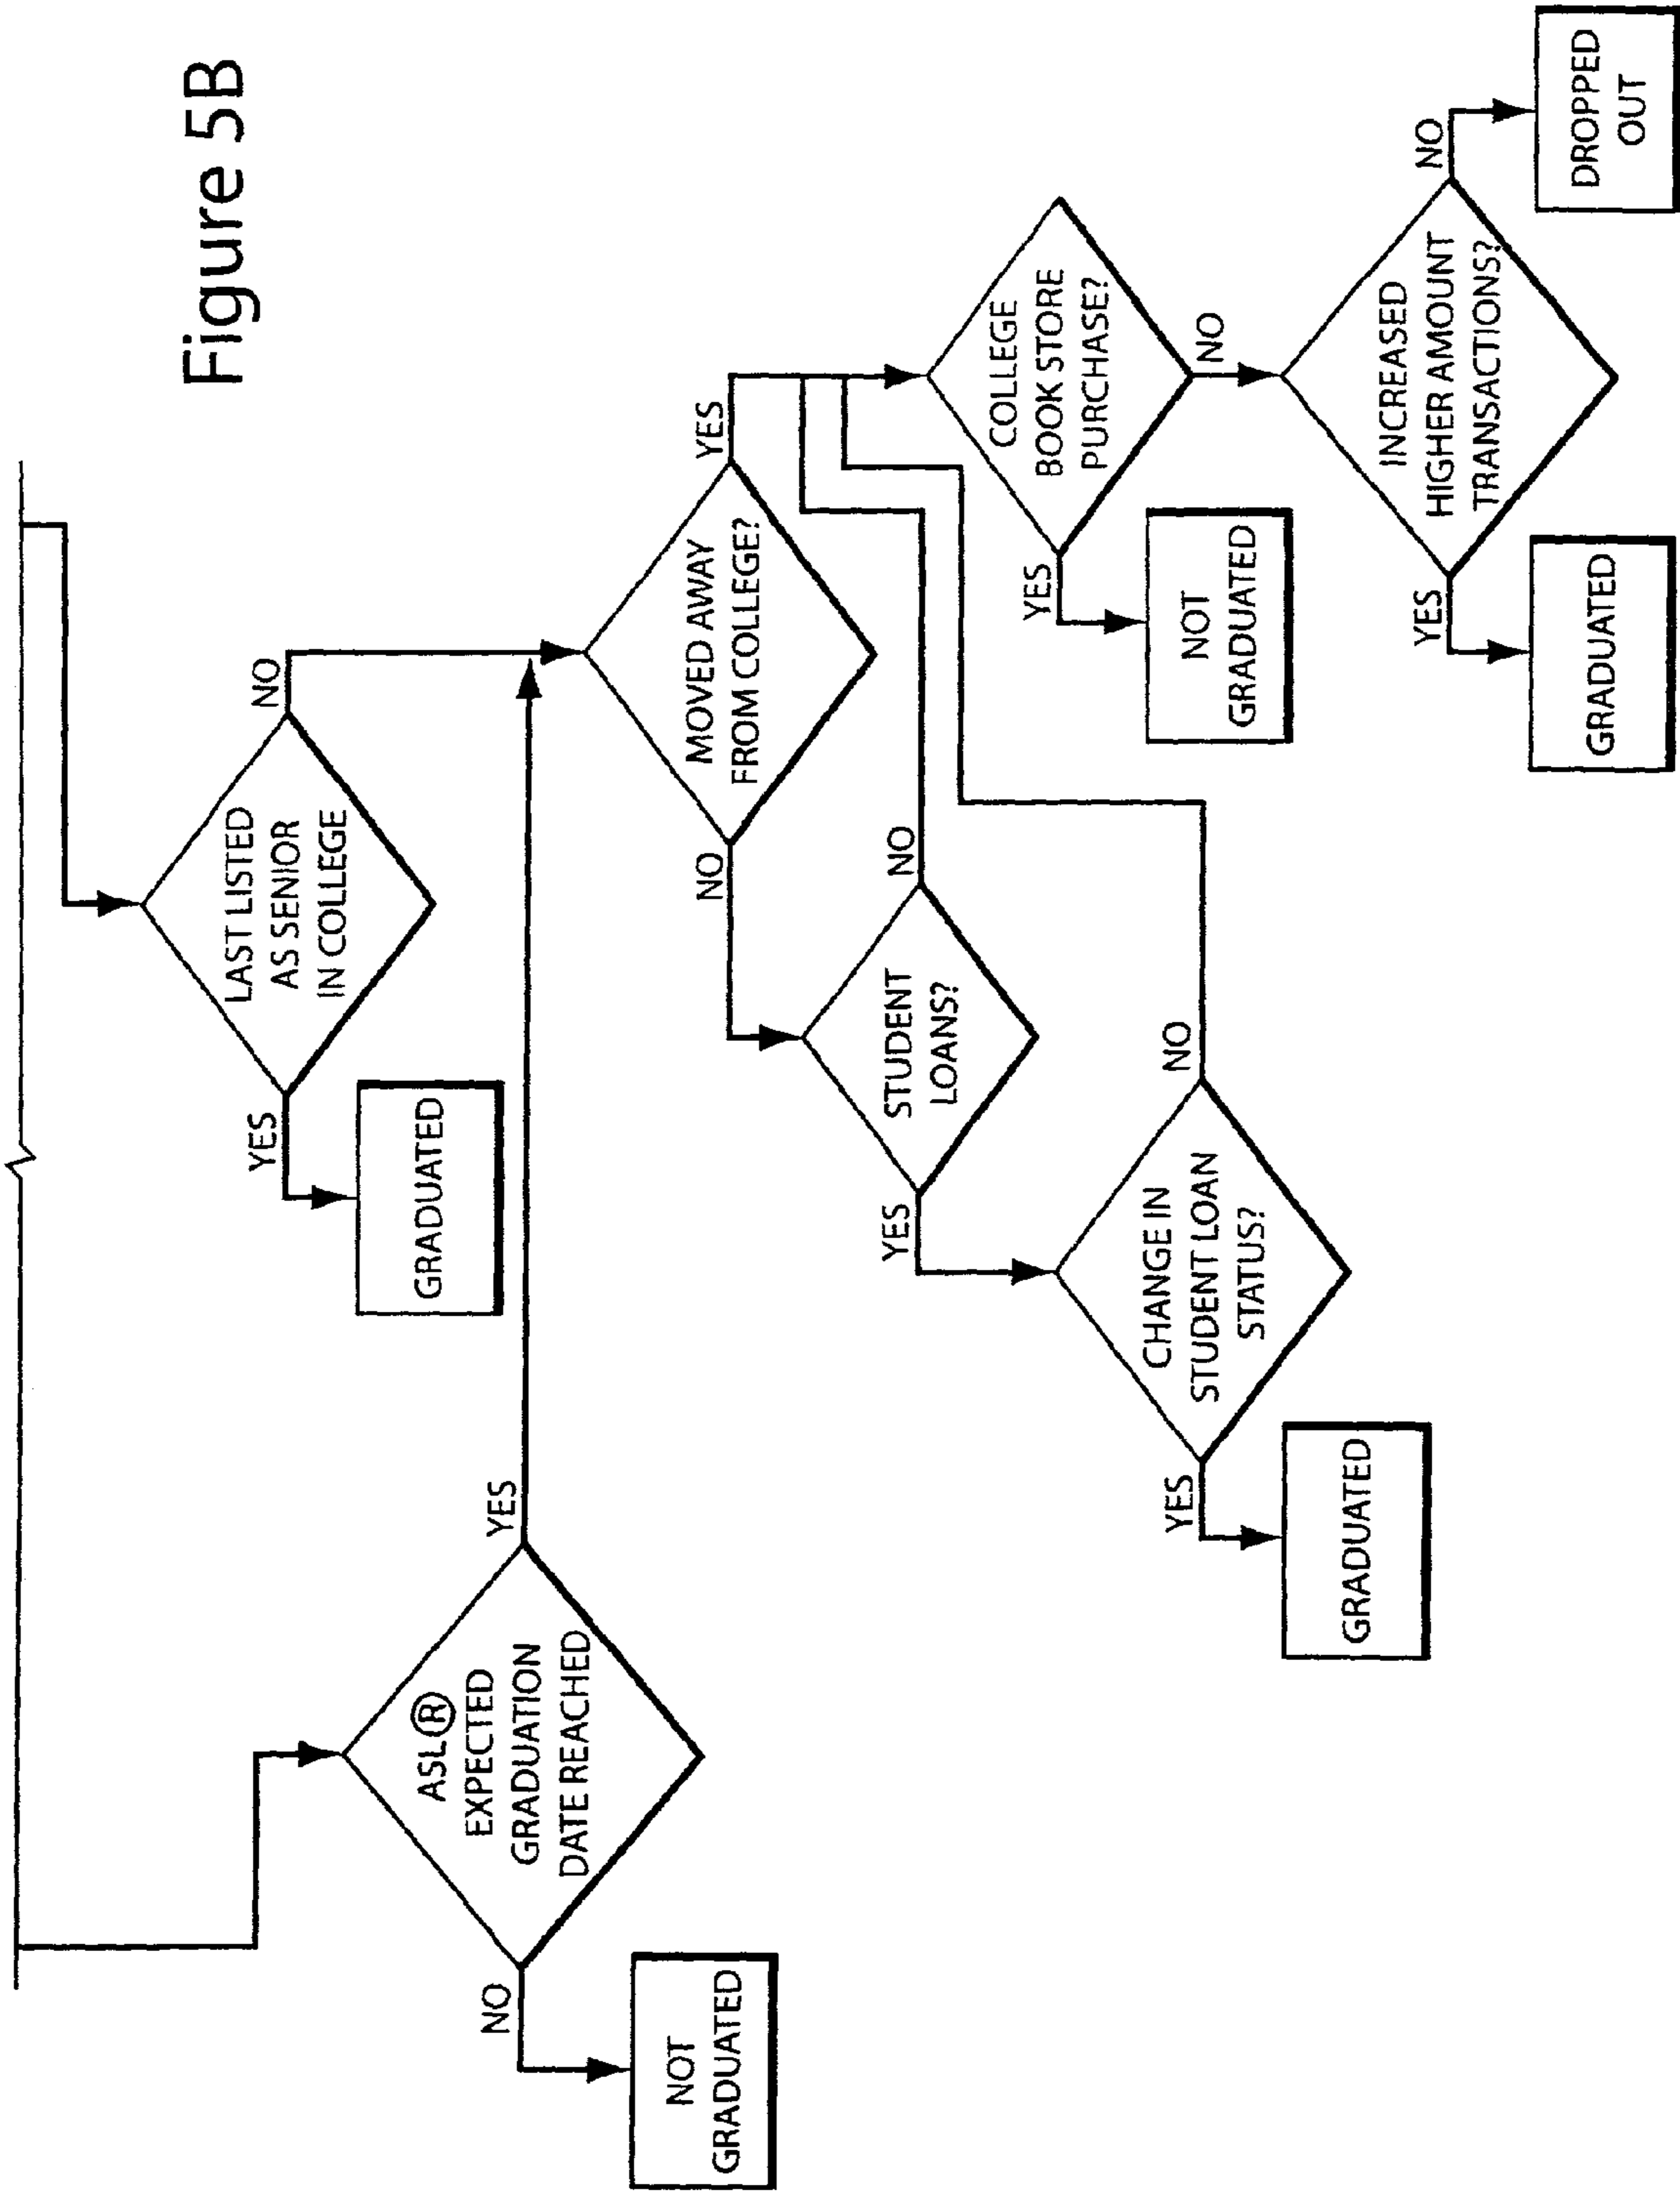 Figure 5B
LAST LISTED
AS SENIOR
IN COLLEGE
YES
NO
GRADUATED
ASL®
EXPECTED
GRADUATION
DATE REACHED
NO
YES
NOT
GRADUATED
MOVED AWAY
FROM COLLEGE?
NO
YES
STUDENT
LOANS?
YES
NO
CHANGE IN
STUDENT LOAN
STATUS?
YES
NO
GRADUATED
COLLEGE
BOOK STORE
PURCHASE?
YES
NO
NOT
GRADUATED
INCREASED
HIGHER AMOUNT
TRANSACTIONS?
YES
NO
GRADUATED
DROPPED
OUT